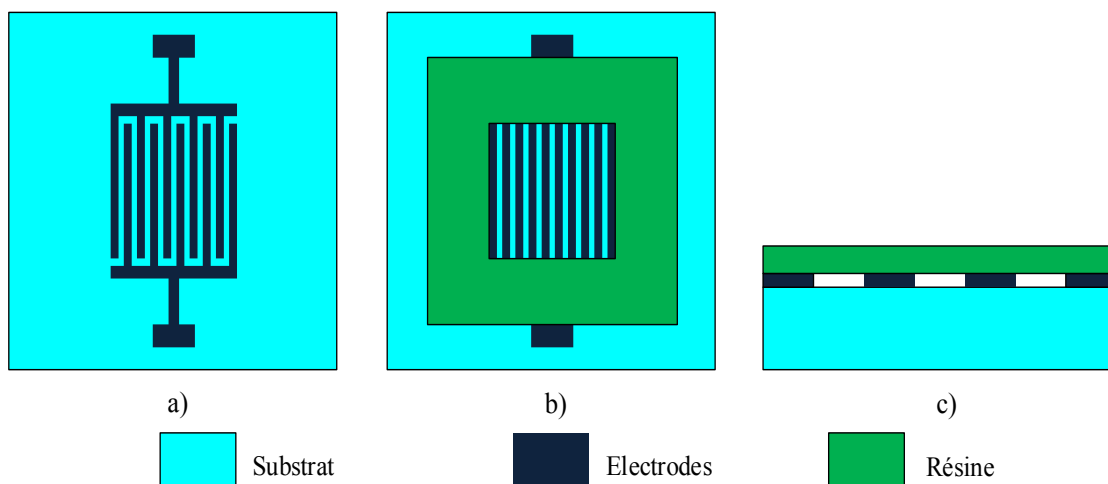 a)
b)
c)
Substrat
Electrodes
Résine